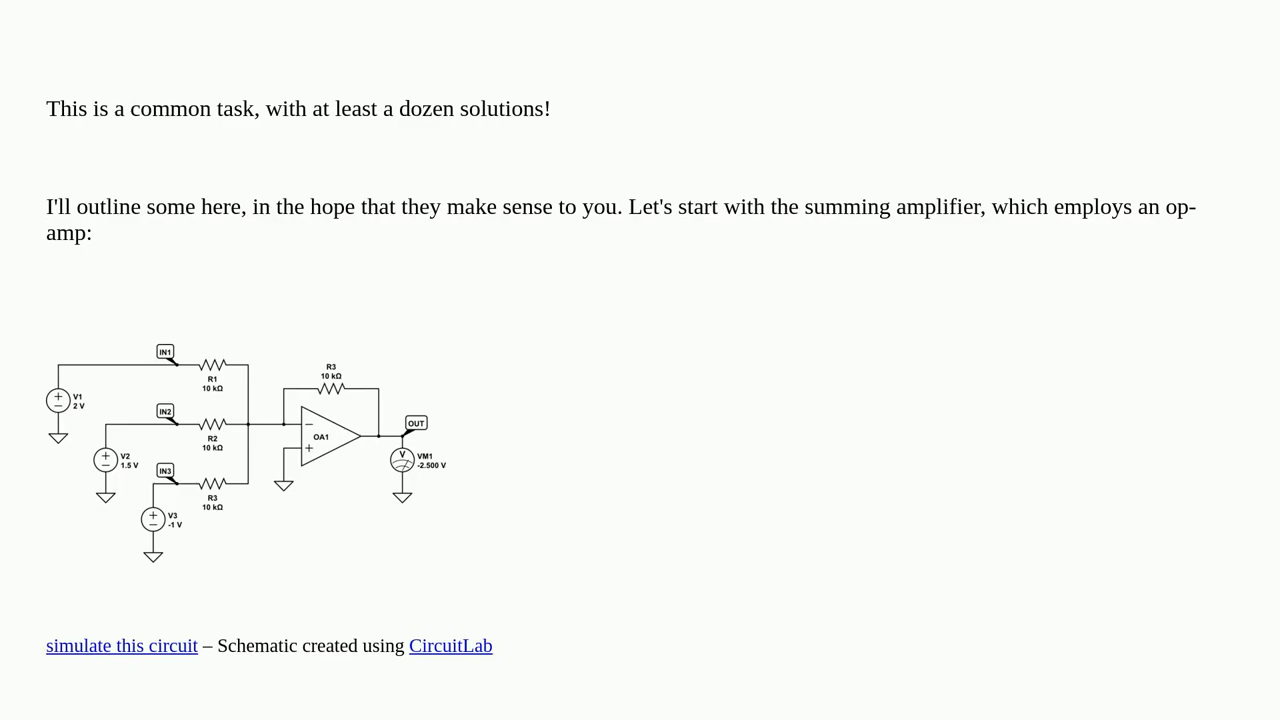 This is a common task, with at least a dozen solutions!
I'll outline some here, in the hope that they make sense to you. Let's start with the summing amplifier, which employs an op-
amp:
IN1
R1
10 kΩ
V1
2 V
IN2
R2
10 kΩ
V2
1.5 V
IN3
R3
10 kΩ
V3
-1 V
R3
10 kΩ
OA1
OUT
V
VM1
-2.500 V
simulate this circuit – Schematic created using CircuitLab